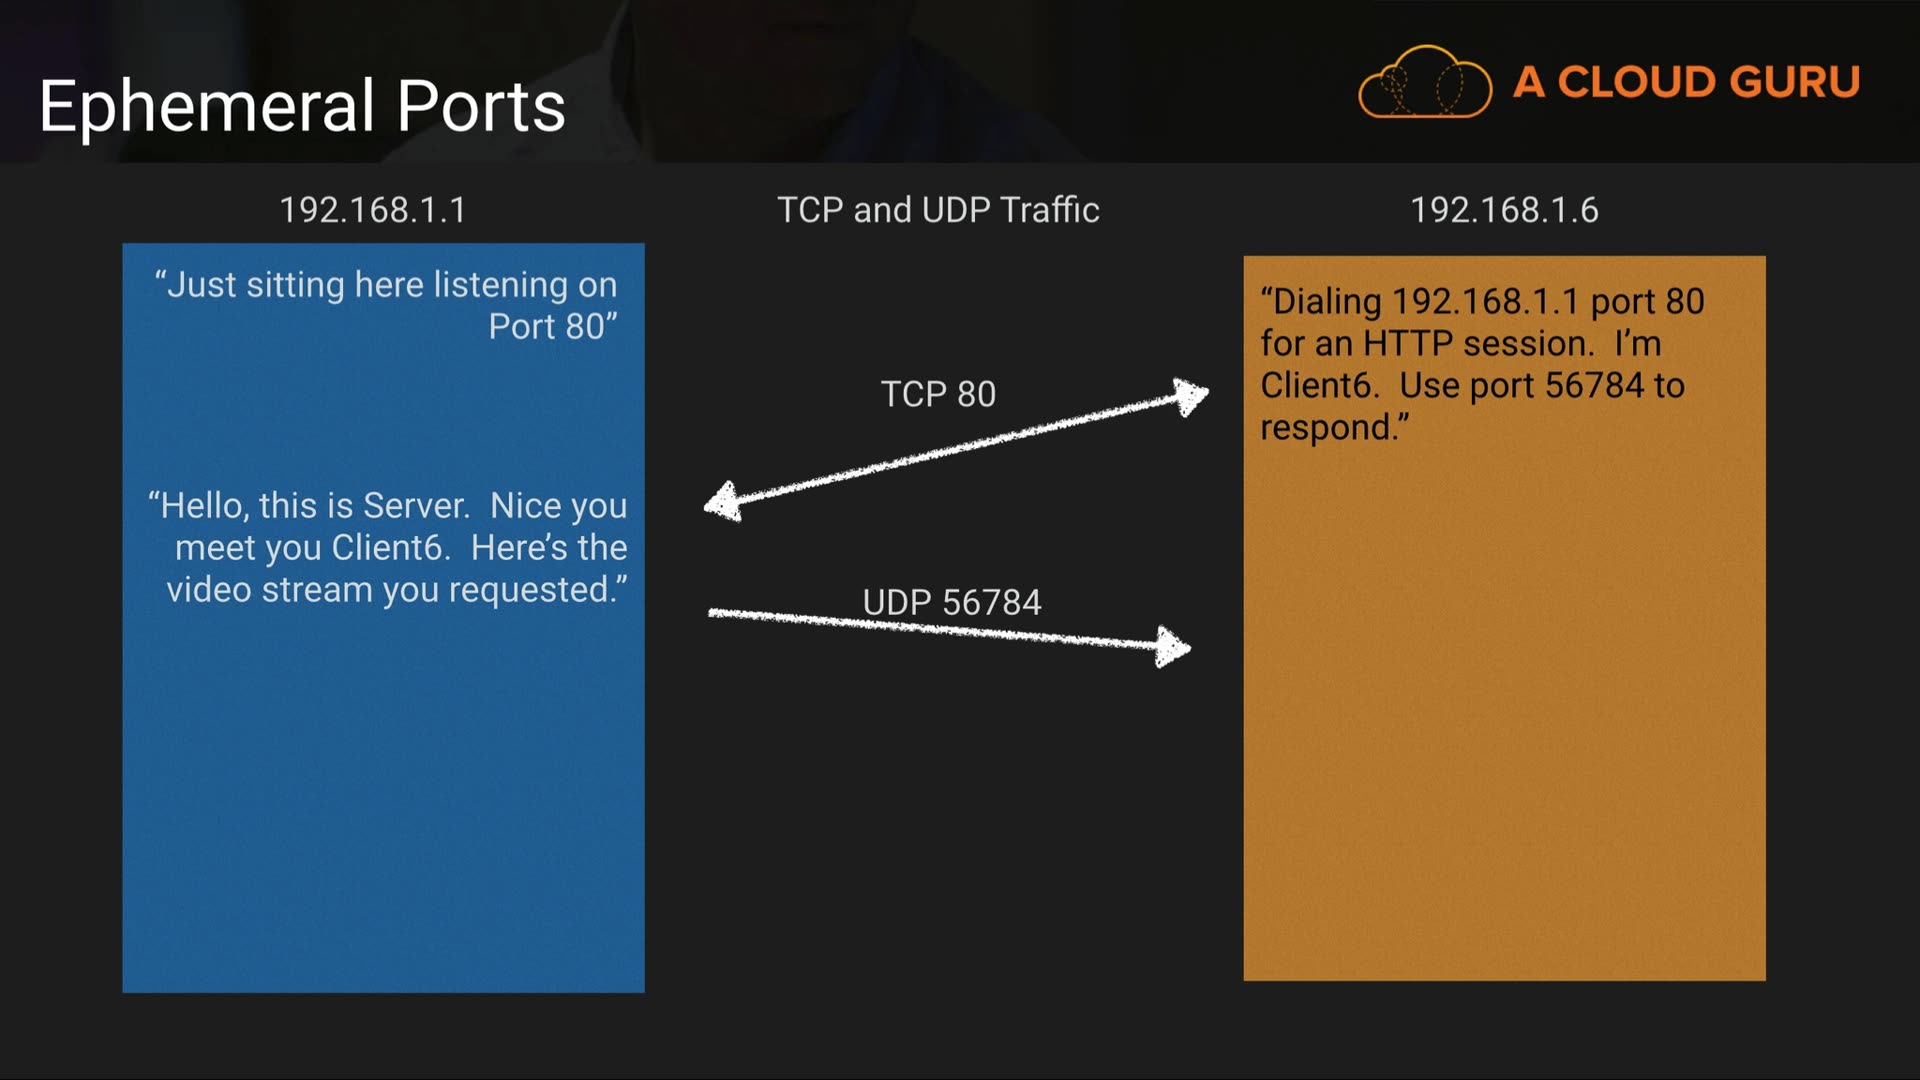 Ephemeral Ports
A CLOUD GURU
192.168.1.1
TCP and UDP Traffic
192.168.1.6
“Just sitting here listening on
Port 80”
“Dialing 192.168.1.1 port 80
for an HTTP session.  I’m
Client6.  Use port 56784 to
respond.”
TCP 80
“Hello, this is Server.  Nice you
meet you Client6.  Here’s the
video stream you requested.”
UDP 56784